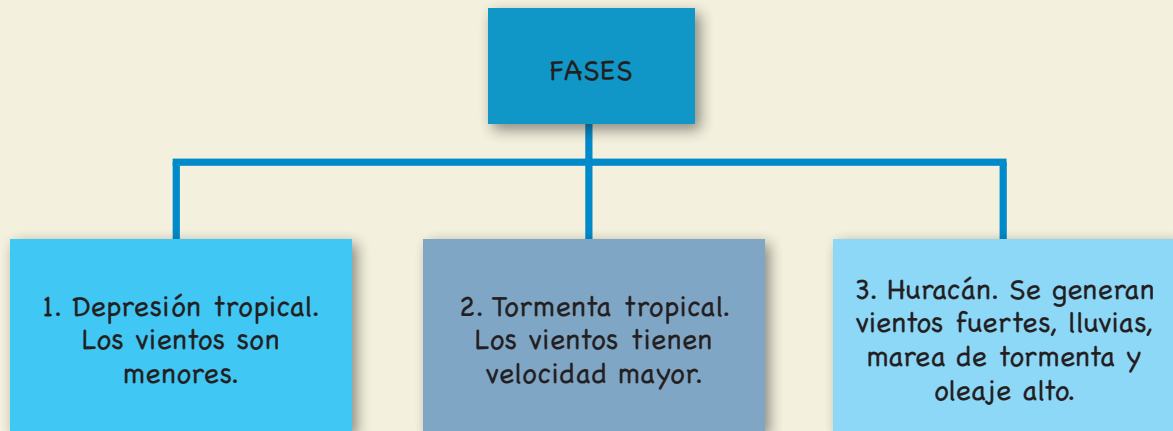 FASES
1. Depresión tropical.
Los vientos son
menores.
2. Tormenta tropical.
Los vientos tienen
velocidad mayor.
3. Huracán. Se generan
vientos fuertes, lluvias,
marea de tormenta y
oleaje alto.